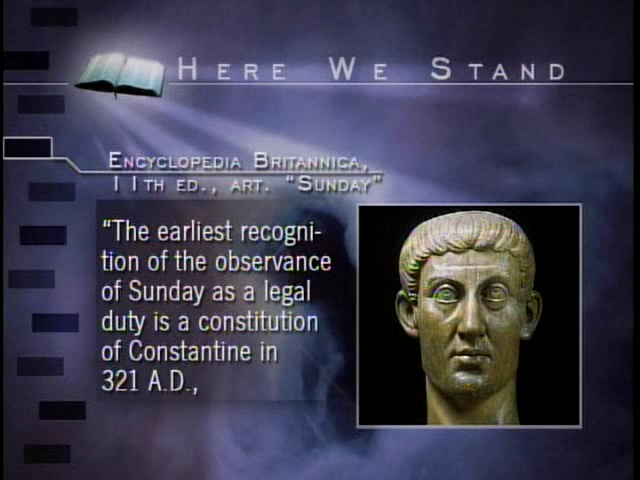 HERE WE STAND
ENCYCLOPEDIA BRITANNICA,
11TH ED., ART. "SUNDAY"
"The earliest recogni-
tion of the observance
of Sunday as a legal
duty is a constitution
of Constantine in
321 A.D.,